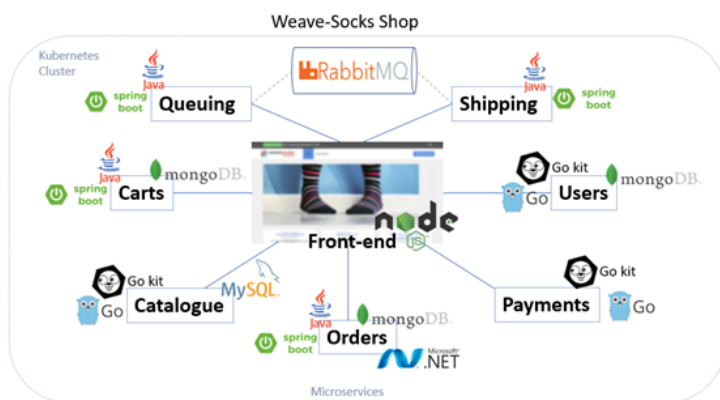 Weave-Socks Shop
Kubernetes
Cluster
RabbitMQ
Java
spring
boot
Queuing
Java
Shipping
spring
boot
Java
mongoDB.
spring
boot
Carts
Go kit
mongoDB.
Go
Users
node
JS
Front-end
Go kit
Go
Catalogue
MySQL
Go kit
Payments
Go
Java
mongoDB.
spring
boot
Orders
Microsoft
.NET
Microservices